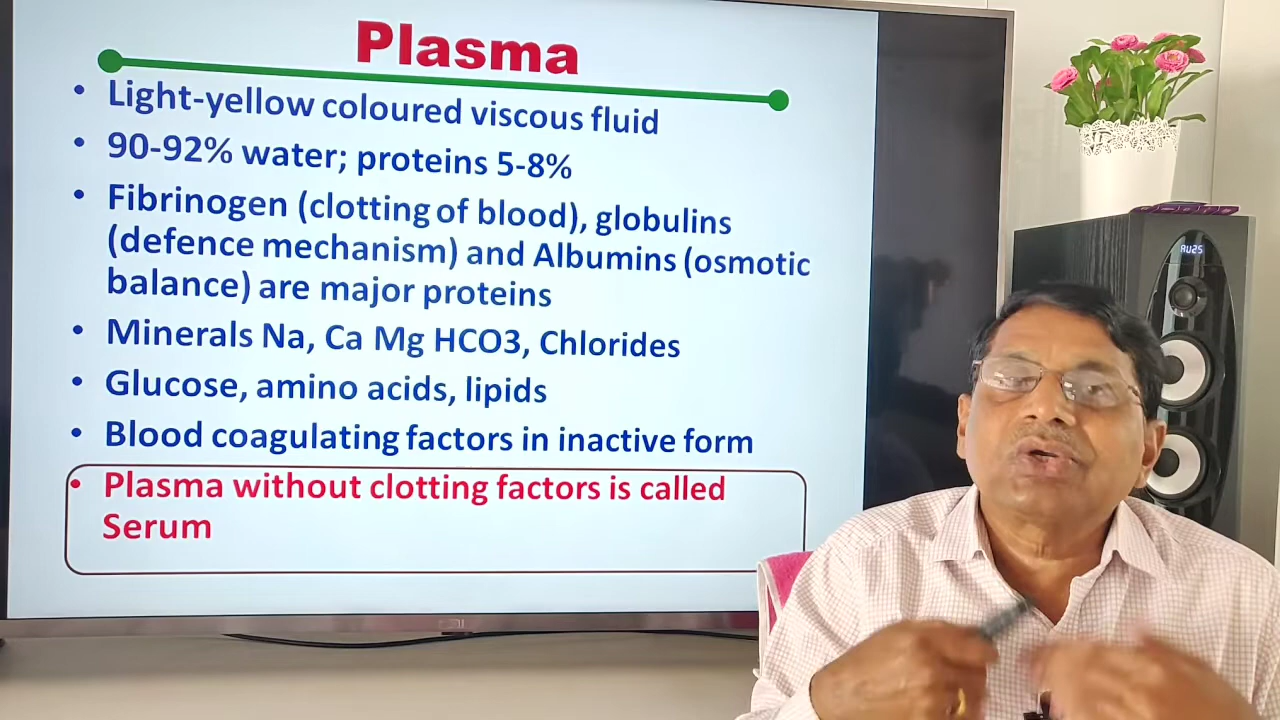 Plasma
• Light-yellow coloured viscous fluid
• 90-92% water; proteins 5-8%
• Fibrinogen (clotting of blood), globulins
(defence mechanism) and Albumins (osmotic
balance) are major proteins
• Minerals Na, Ca Mg HCO3, Chlorides
• Glucose, amino acids, lipids
• Blood coagulating factors in inactive form
• Plasma without clotting factors is called
Serum
AU25